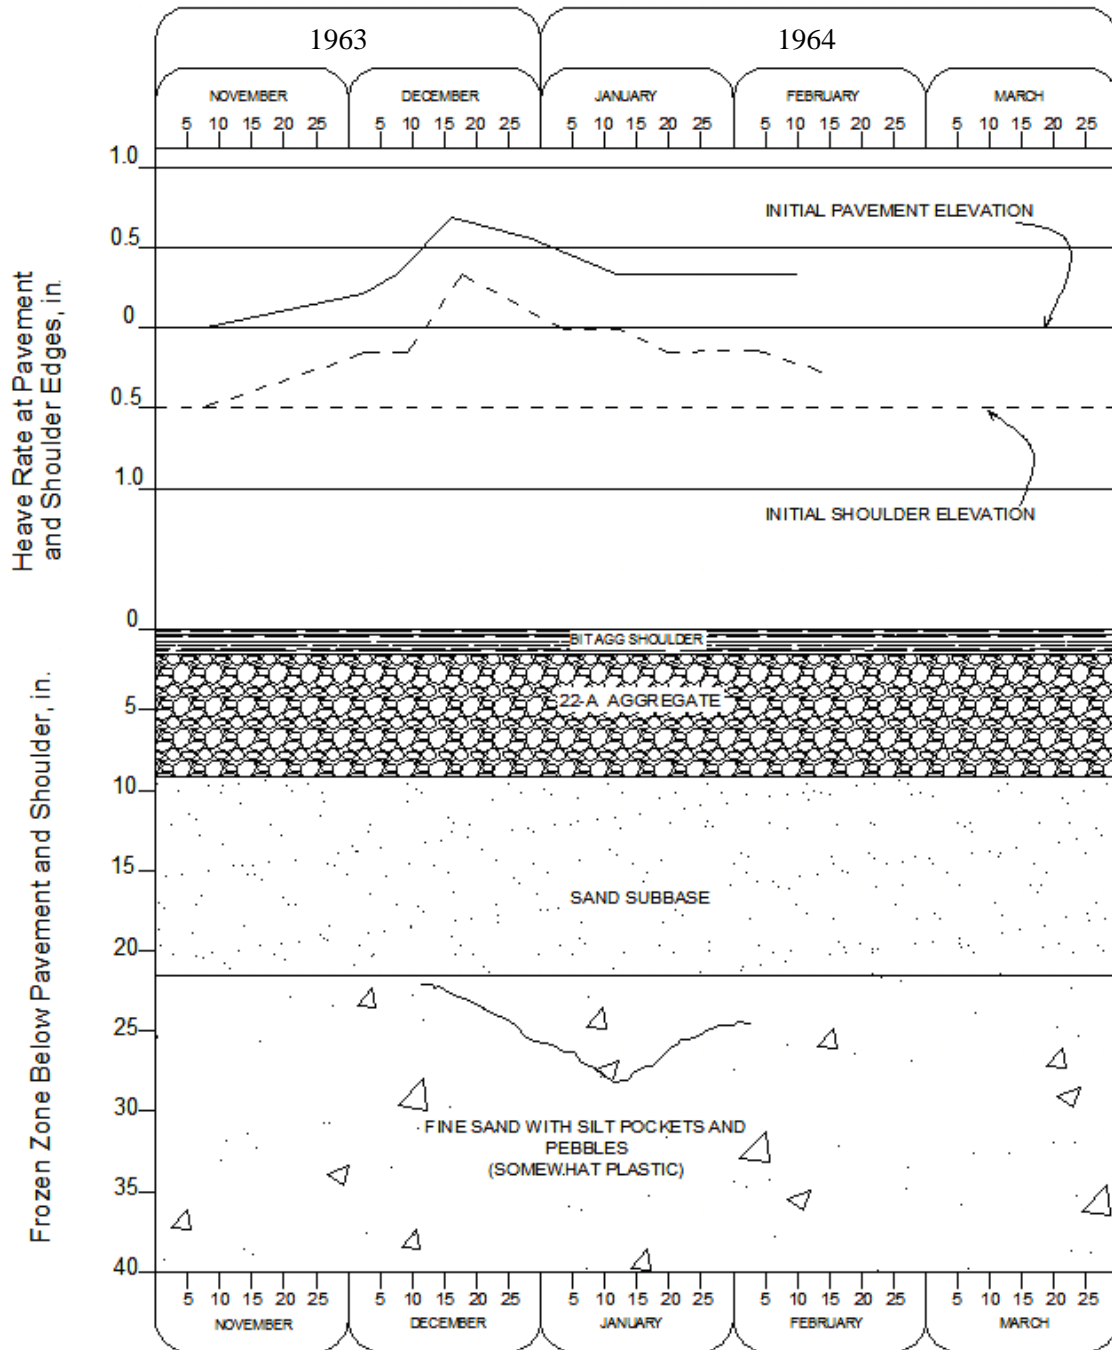 1963 1964
NOVEMBER DECEMBER JANUARY FEBRUARY MARCH
5 10 15 20 25 5 10 15 20 25 5 10 15 20 25 5 10 15 20 25 5 10 15 20 25
1.0
INITIAL PAVEMENT ELEVATION
0.5
0
0.5
1.0
INITIAL SHOULDER ELEVATION
Heave Rate at Pavement
and Shoulder Edges, in.
0
BIT AGG SHOULDER
22-A AGGREGATE
5
10
15
SAND SUBBASE
20
25
30
FINE SAND WITH SILT POCKETS AND
PEBBLES
(SOMEW.HAT PLASTIC)
35
40
Frozen Zone Below Pavement and Shoulder, in.
5 10 15 20 25 5 10 15 20 25 5 10 15 20 25 5 10 15 20 25 5 10 15 20 25
NOVEMBER DECEMBER JANUARY FEBRUARY MARCH